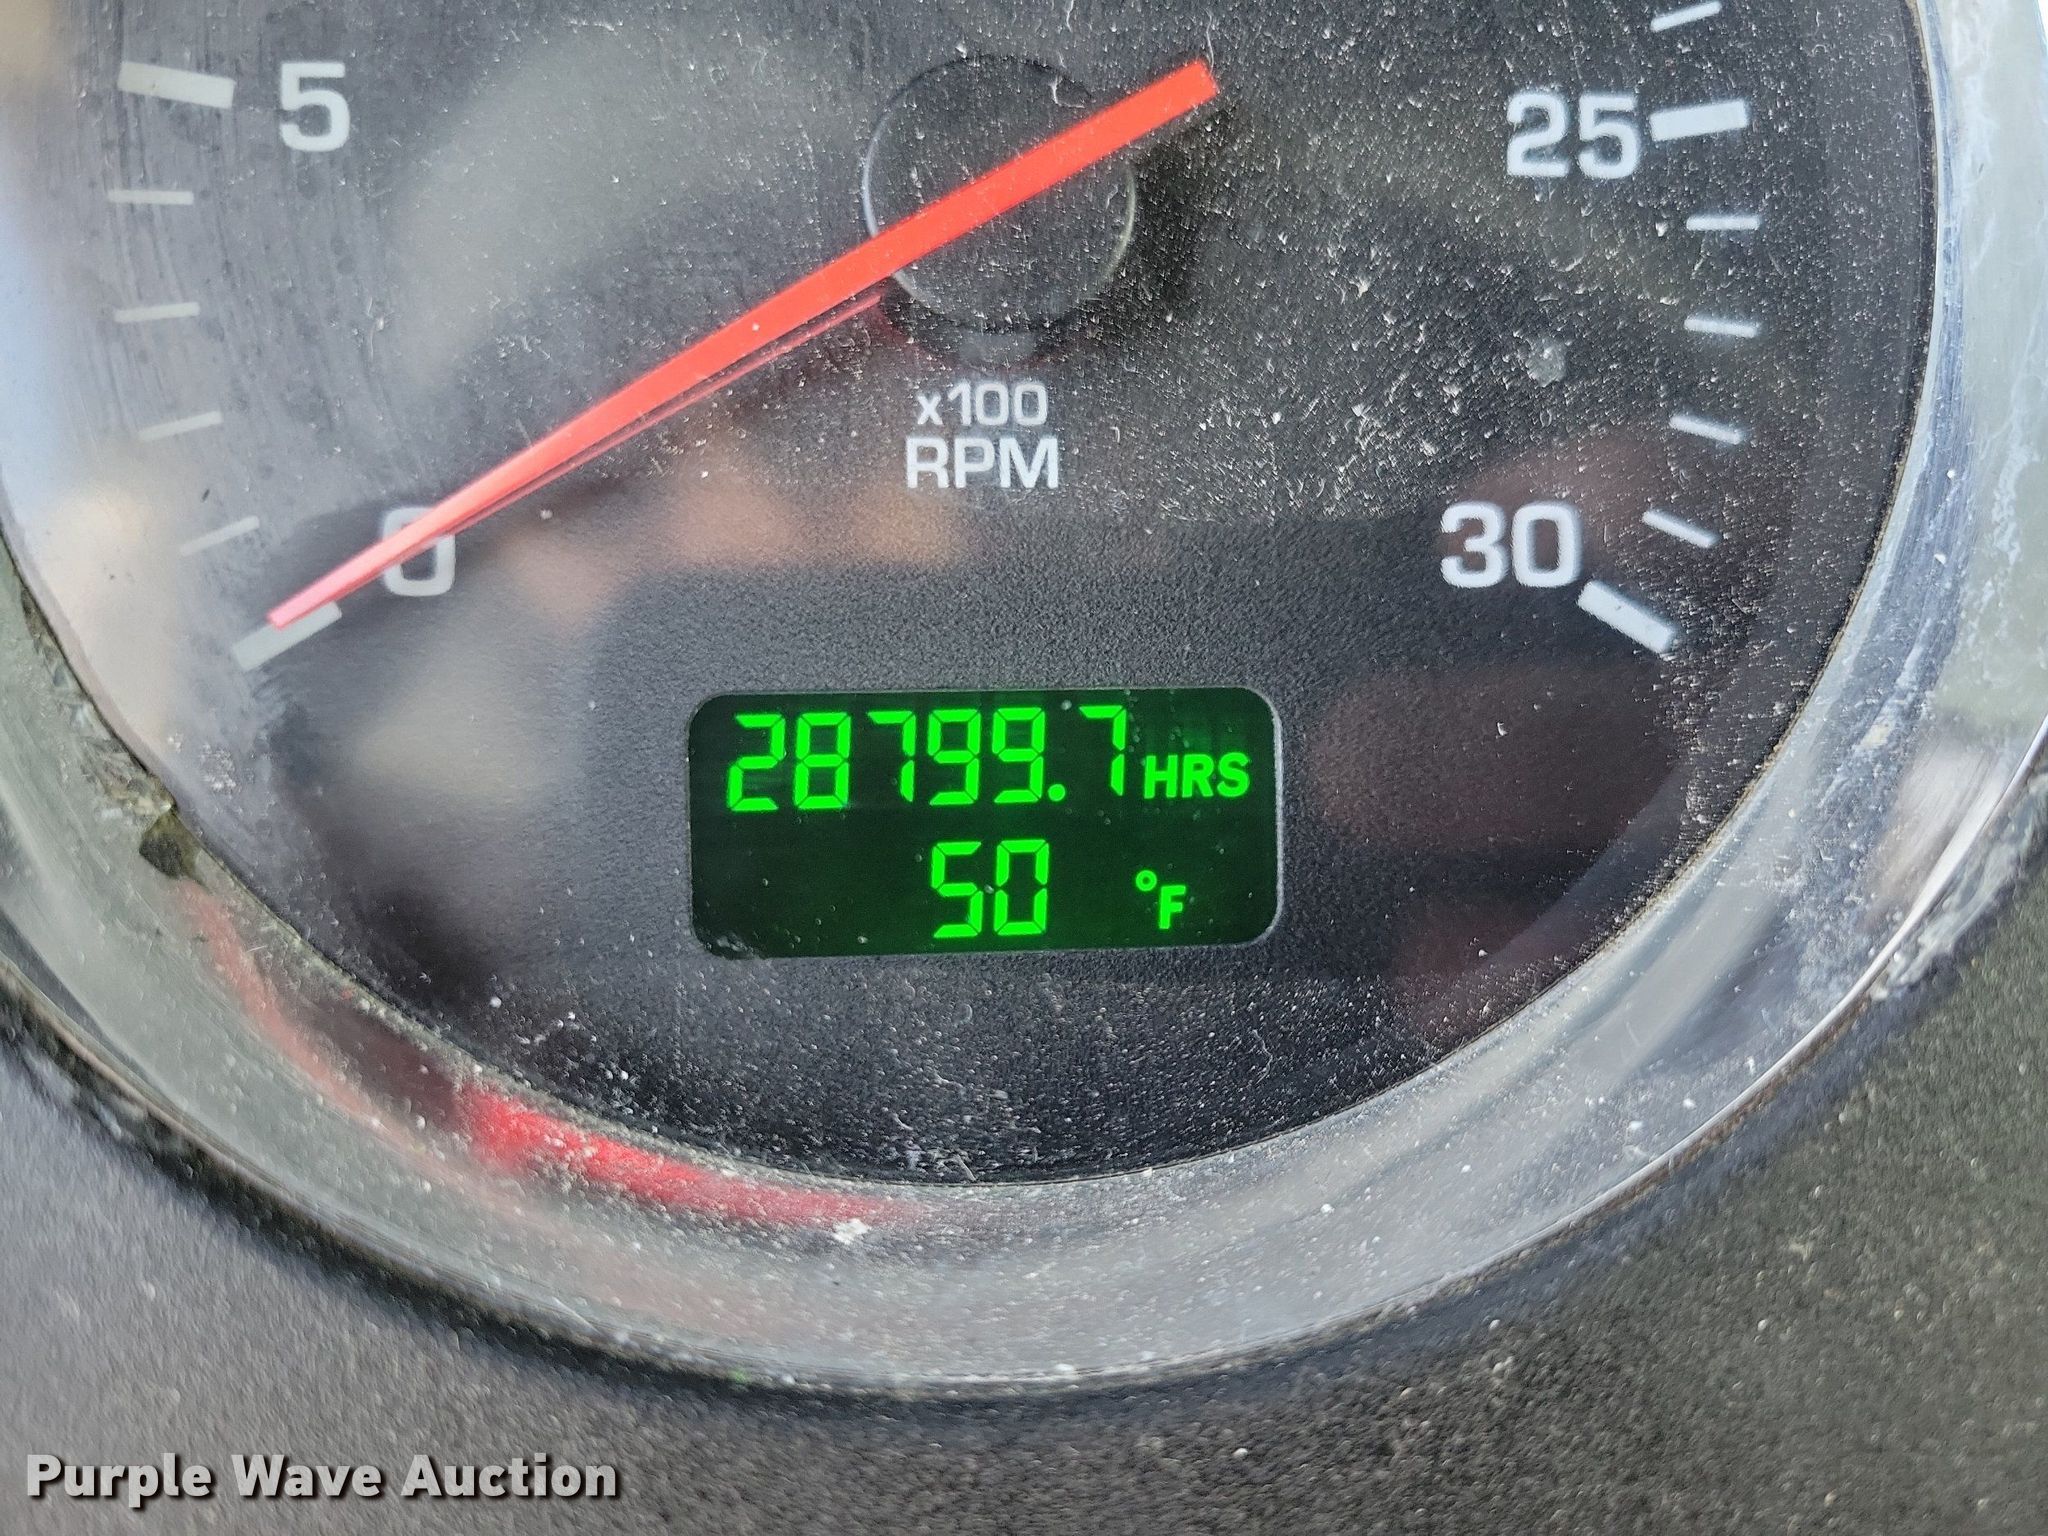 5
25
x100
RPM
0
30
28799.7 HRS
50 °F
Purple Wave Auction